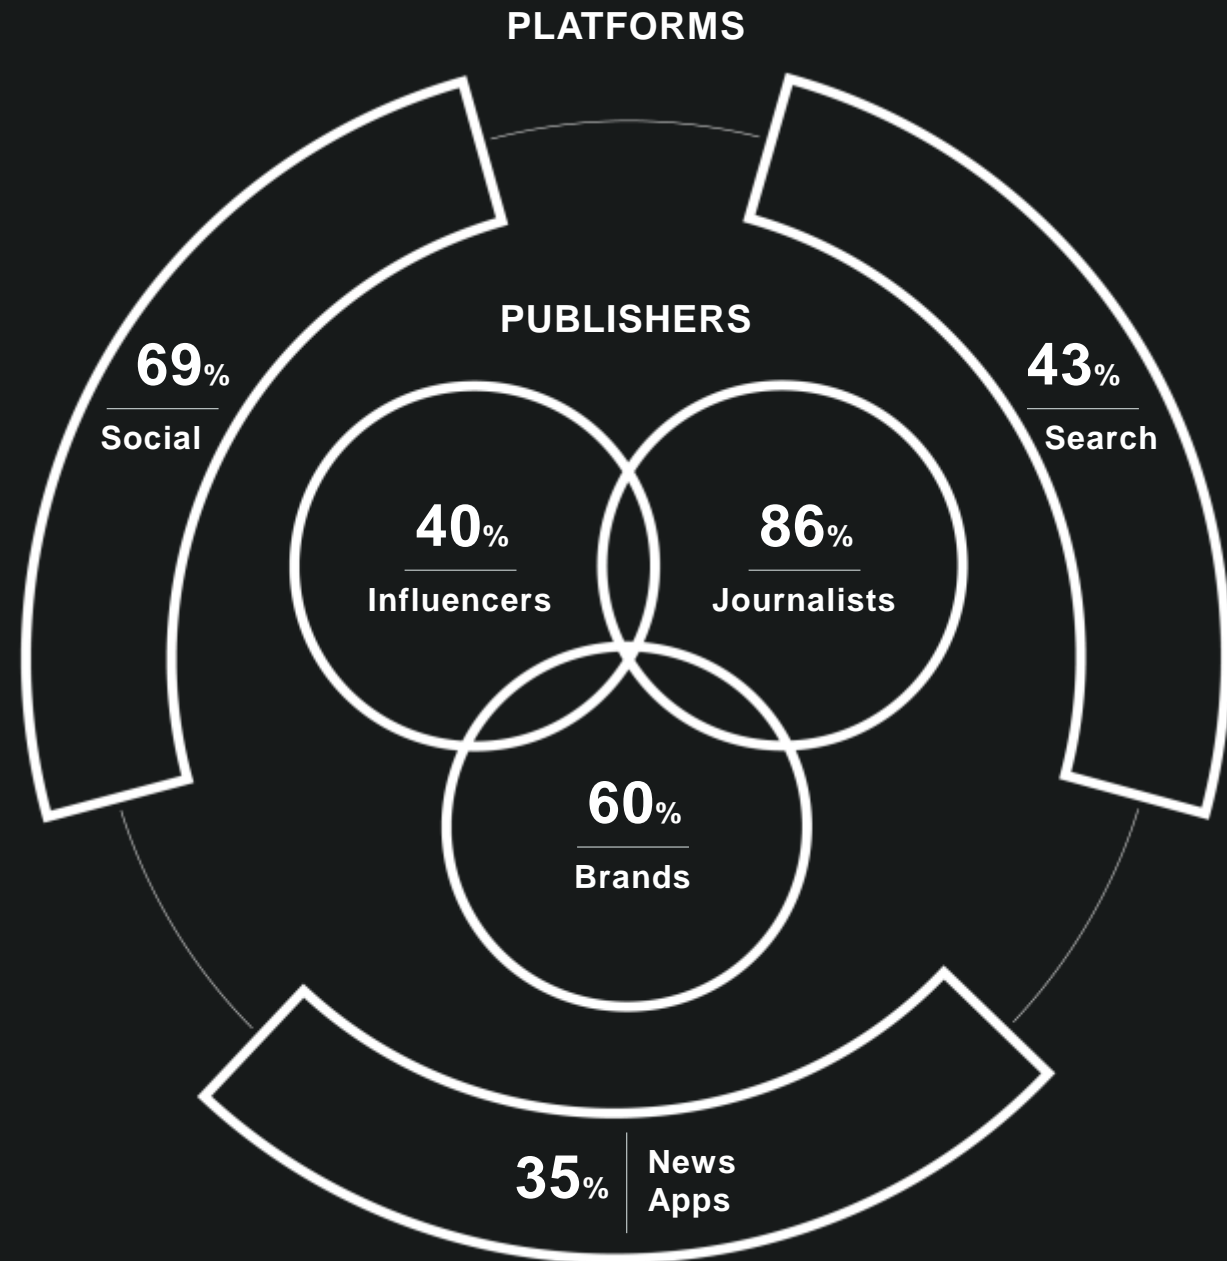 PLATFORMS
69%
Social
43%
Search
PUBLISHERS
40%
Influencers
86%
Journalists
60%
Brands
35%
News
Apps